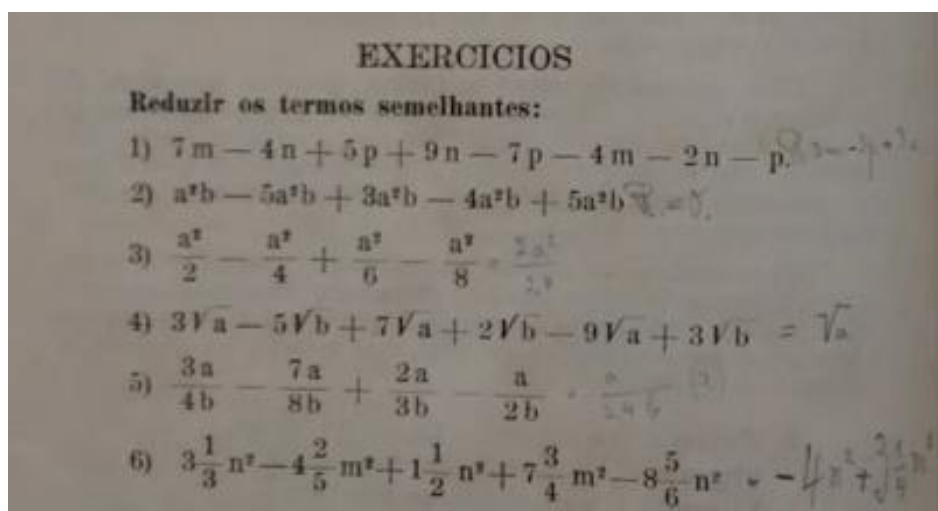 EXERCICIOS
Reduzir os termos semelhantes:
1) 7m — 4n + 5p + 9n — 7p — 4m — 2n — p.
2) a²b — 5a²b + 3a²b — 4a²b + 5a²b R. = 0.
3) a²/2 — a²/4 + a²/6 — a²/8
4) 3√a — 5√b + 7√a + 2√b — 9√a + 3√b = √a
5) 3a/4b — 7a/8b + 2a/3b — a/2b
6) 3 1/3 n² — 4 2/5 m² + 1 1/2 n² + 7 3/4 m² — 8 5/6 n²